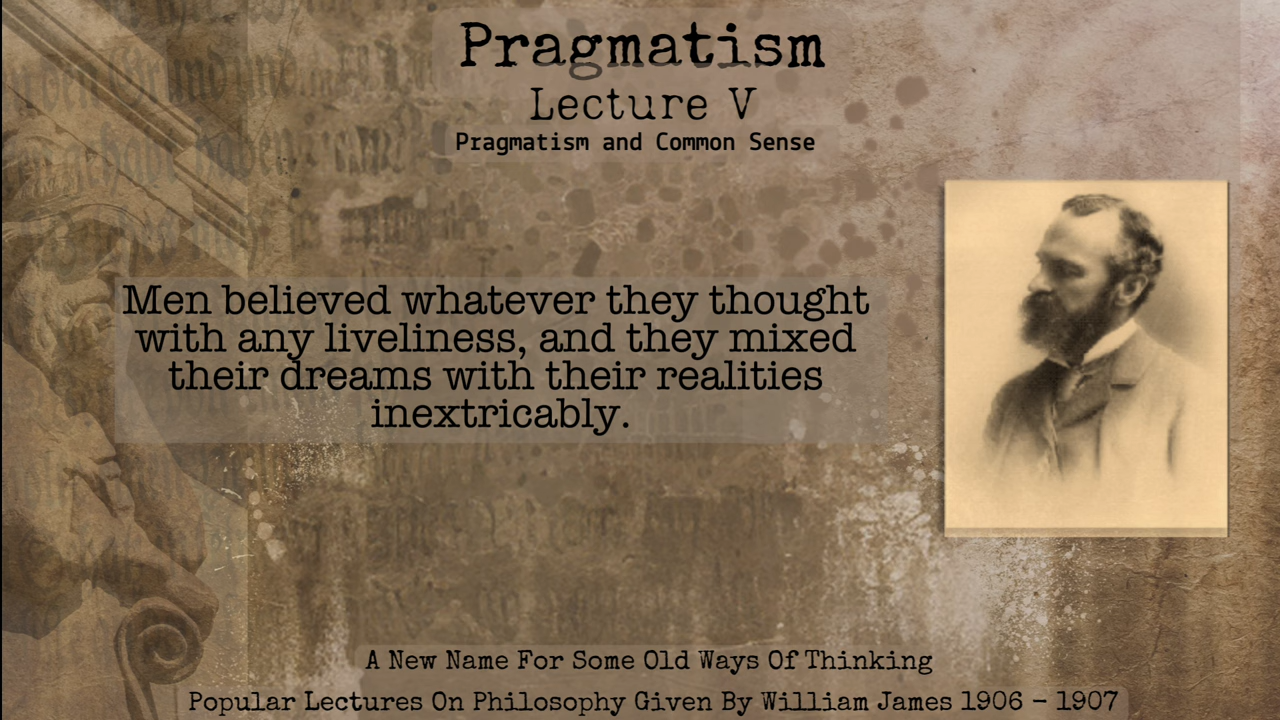 Pragmatism
Lecture V
Pragmatism and Common Sense
Men believed whatever they thought
with any liveliness, and they mixed
their dreams with their realities
inextricably.
A New Name For Some Old Ways Of Thinking
Popular Lectures On Philosophy Given By William James 1906 - 1907